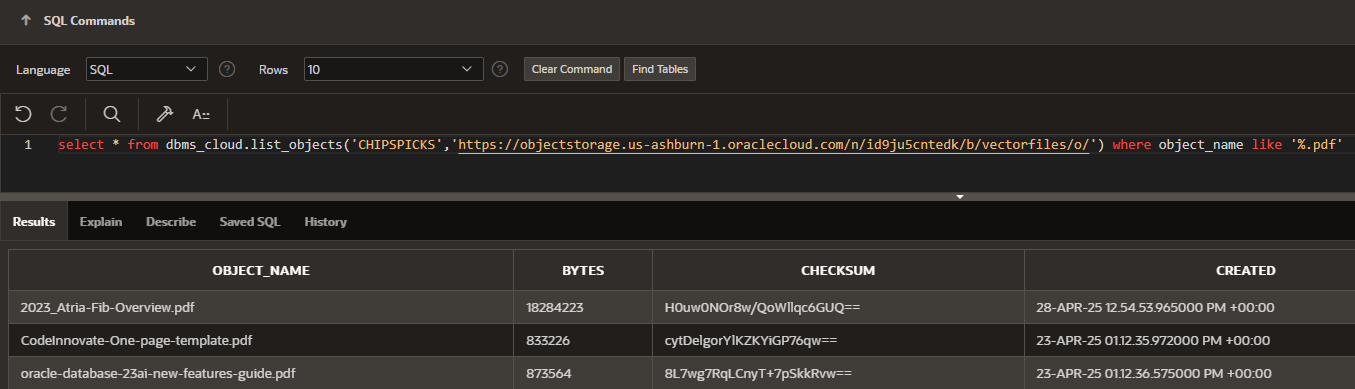 SQL Commands
Language SQL Rows 10 Clear Command Find Tables
A
1 select * from dbms_cloud.list_objects('CHIPSPICKS','https://objectstorage.us-ashburn-1.oraclecloud.com/n/id9ju5cntedk/b/vectorfiles/o/') where object_name like '%.pdf'
Results Explain Describe Saved SQL History
OBJECT_NAME BYTES CHECKSUM CREATED
2023_Atria-Fib-Overview.pdf 18284223 H0uw0NOr8w/QoWllqc6GUQ== 28-APR-25 12.54.53.965000 PM +00:00
CodeInnovate-One-page-template.pdf 833226 cytDelgorYlKZKYiGP76qw== 23-APR-25 01.12.35.972000 PM +00:00
oracle-database-23ai-new-features-guide.pdf 873564 8L7wg7RqLCnyT+7pSkkRvw== 23-APR-25 01.12.36.575000 PM +00:00